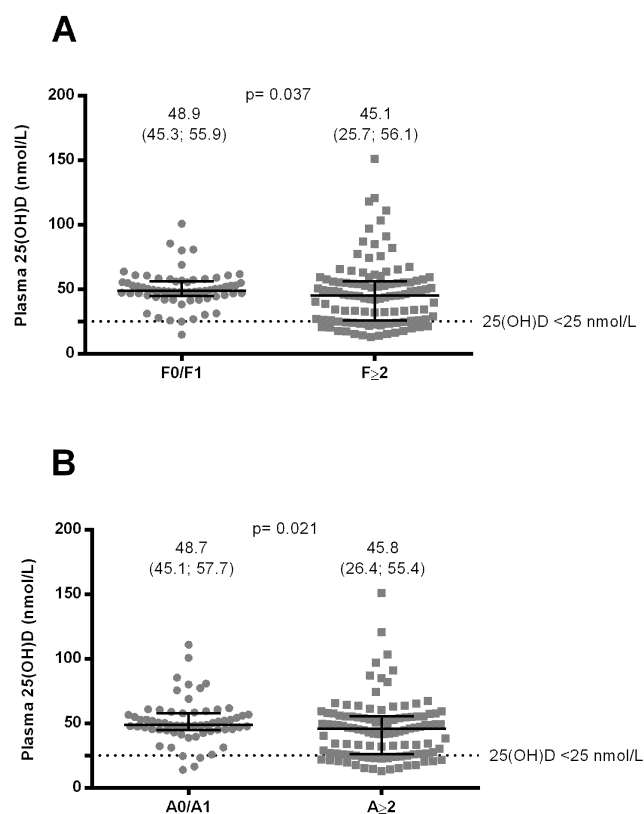 A
p= 0.037
48.9
(45.3; 55.9)
45.1
(25.7; 56.1)
Plasma 25(OH)D (nmol/L)
200
150
100
50
0
25(OH)D <25 nmol/L
F0/F1
F≥2
B
p= 0.021
48.7
(45.1; 57.7)
45.8
(26.4; 55.4)
Plasma 25(OH)D (nmol/L)
200
150
100
50
0
25(OH)D <25 nmol/L
A0/A1
A≥2